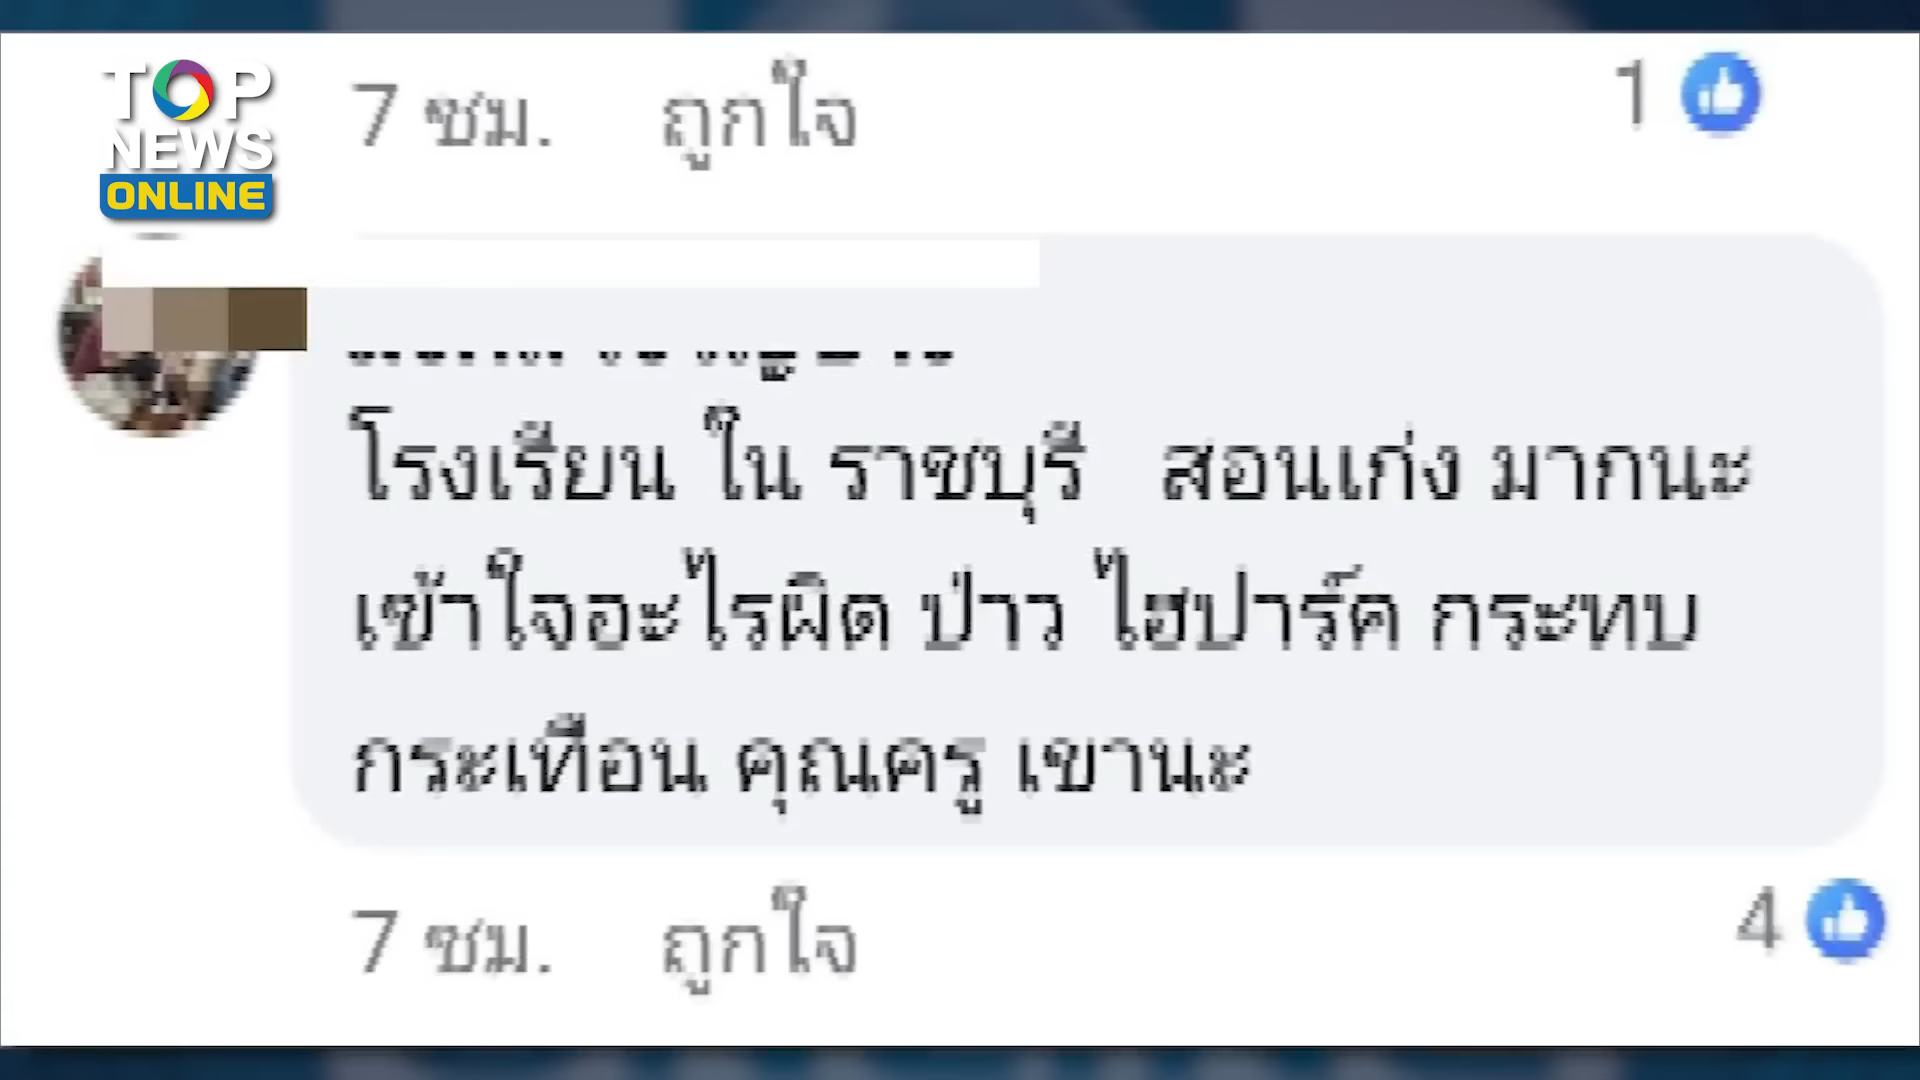 TOP
NEWS
ONLINE
7 ชม. ถูกใจ 1
โรงเรียน ใน ราชบุรี สอนเก่ง มากนะ
เข้าใจอะไรผิด ป่าว ไฮปาร์ค กระทบ
กระเทือน คุณครู เขานะ
7 ชม. ถูกใจ 4